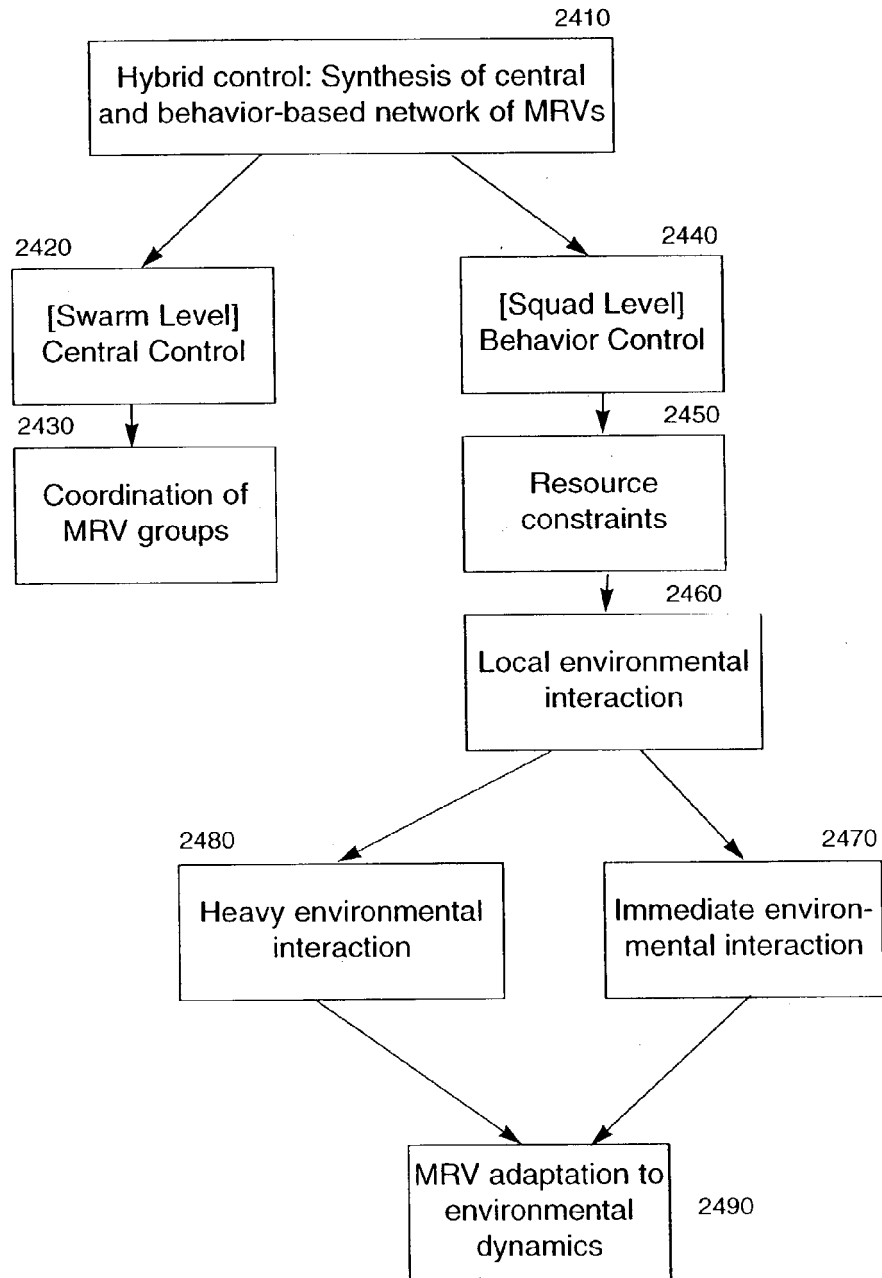 2410
Hybrid control: Synthesis of central
and behavior-based network of MRVs
2420
[Swarm Level]
Central Control
2440
[Squad Level]
Behavior Control
2430
Coordination of
MRV groups
2450
Resource
constraints
2460
Local environmental
interaction
2480
Heavy environmental
interaction
2470
Immediate environ-
mental interaction
MRV adaptation to
environmental
dynamics
2490